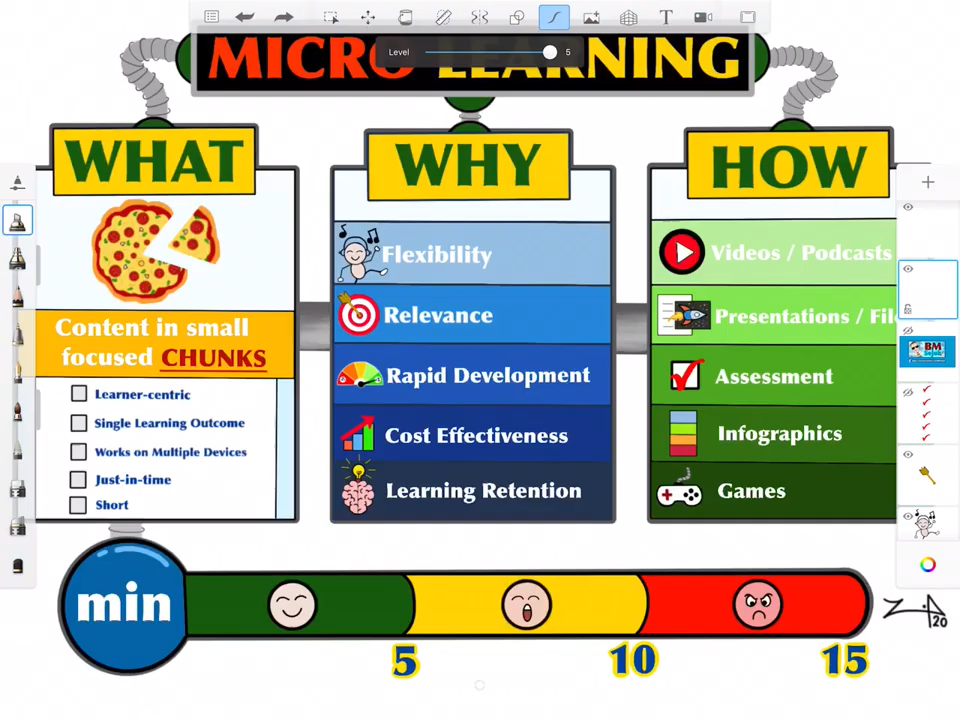 Level 5
MICRO LEARNING
WHAT
Content in small
focused CHUNKS
Learner-centric
Single Learning Outcome
Works on Multiple Devices
Just-in-time
Short
WHY
Flexibility
Relevance
Rapid Development
Cost Effectiveness
Learning Retention
HOW
Videos / Podcasts
Presentations /
Assessment
Infographics
Games
BM
min
5
10
15
20